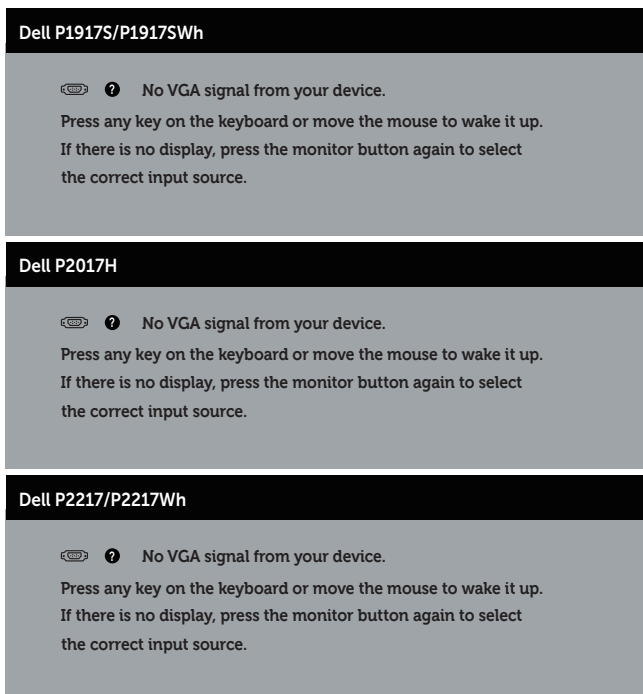 Dell P1917S/P1917SWh
? No VGA signal from your device.
Press any key on the keyboard or move the mouse to wake it up.
If there is no display, press the monitor button again to select
the correct input source.
Dell P2017H
? No VGA signal from your device.
Press any key on the keyboard or move the mouse to wake it up.
If there is no display, press the monitor button again to select
the correct input source.
Dell P2217/P2217Wh
? No VGA signal from your device.
Press any key on the keyboard or move the mouse to wake it up.
If there is no display, press the monitor button again to select
the correct input source.